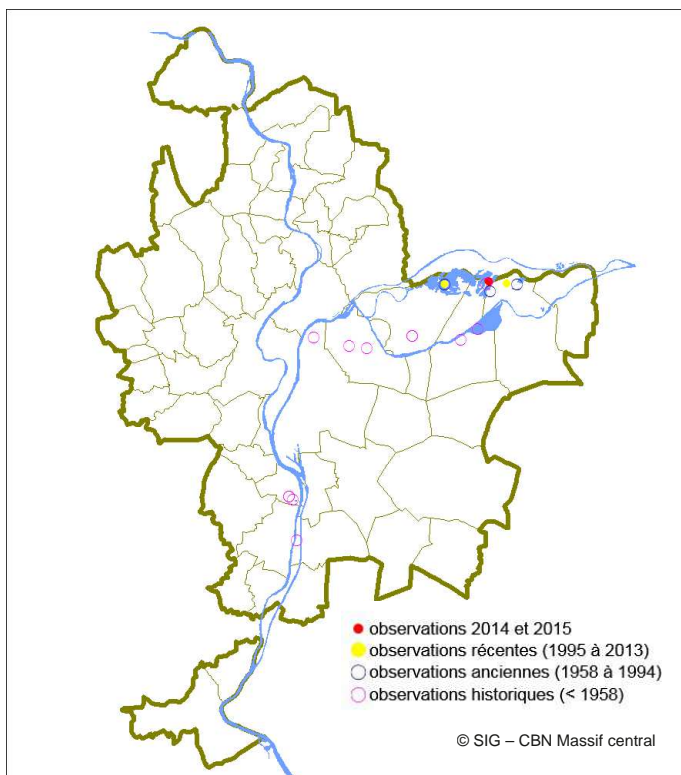 observations 2014 et 2015
observations récentes (1995 à 2013)
observations anciennes (1958 à 1994)
observations historiques (< 1958)
© SIG – CBN Massif central